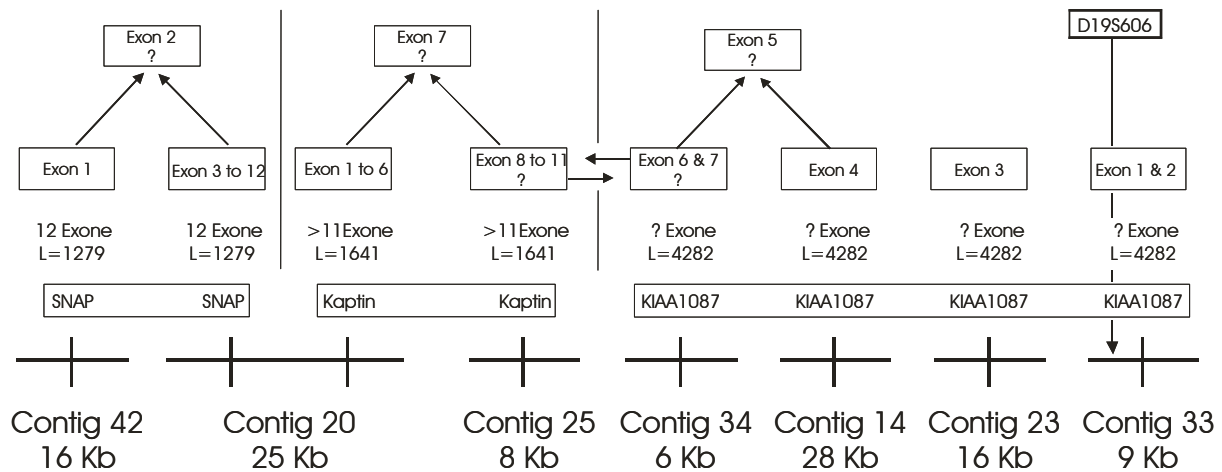 Exon 2
?
Exon 7
?
Exon 5
?
D19S606
Exon 1
Exon 3 to 12
Exon 1 to 6
Exon 8 to 11
?
Exon 6 & 7
?
Exon 4
Exon 3
Exon 1 & 2
12 Exone
L=1279
12 Exone
L=1279
>11Exone
L=1641
>11Exone
L=1641
? Exone
L=4282
? Exone
L=4282
? Exone
L=4282
? Exone
L=4282
SNAP
SNAP
Kaptin
Kaptin
KIAA1087
KIAA1087
KIAA1087
KIAA1087
Contig 42
16 Kb
Contig 20
25 Kb
Contig 25
8 Kb
Contig 34
6 Kb
Contig 14
28 Kb
Contig 23
16 Kb
Contig 33
9 Kb